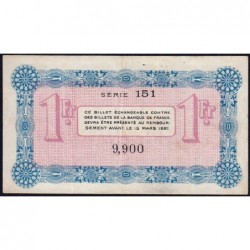 SÉRIE 151
1Fr 1Fr
CE BILLET ÉCHANGEABLE CONTRE
DES BILLETS DE LA BANQUE DE FRANCE
DEVRA ÊTRE PRÉSENTÉ AU REMBOUR-
SEMENT AVANT LE 15 MARS 1921.
9,900